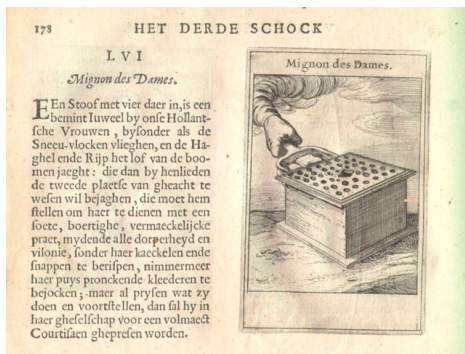 178 HET DERDE SCHOCK
LVI
Mignon des Dames.
EEn Stoof met vier daer in, is een
bemint Iuweel by onse Hollant-
sche Vrouwen, bysonder als de
Sneeu-vlocken vlieghen, en de Ha-
ghel ende Rijp het lof van de boo-
men jaeght: die dan by henlieden
de tweede plaetse van gheacht te
wesen wil bejaghen, die moet hem
stellen om haer te dienen met een
soete, boertighe, vermaeckelijcke
praet, mydende alle dorperheyd en
vilonie, sonder haer kaeckelen ende
snappen te berispen, nimmermeer
haer puys pronckende kleederen te
bejocken; maer al prysen wat zy
doen en voortstellen, dan sal hy in
haer gheselschap voor een volmaect
Courtisaen ghepresen worden.
Mignon des Dames.